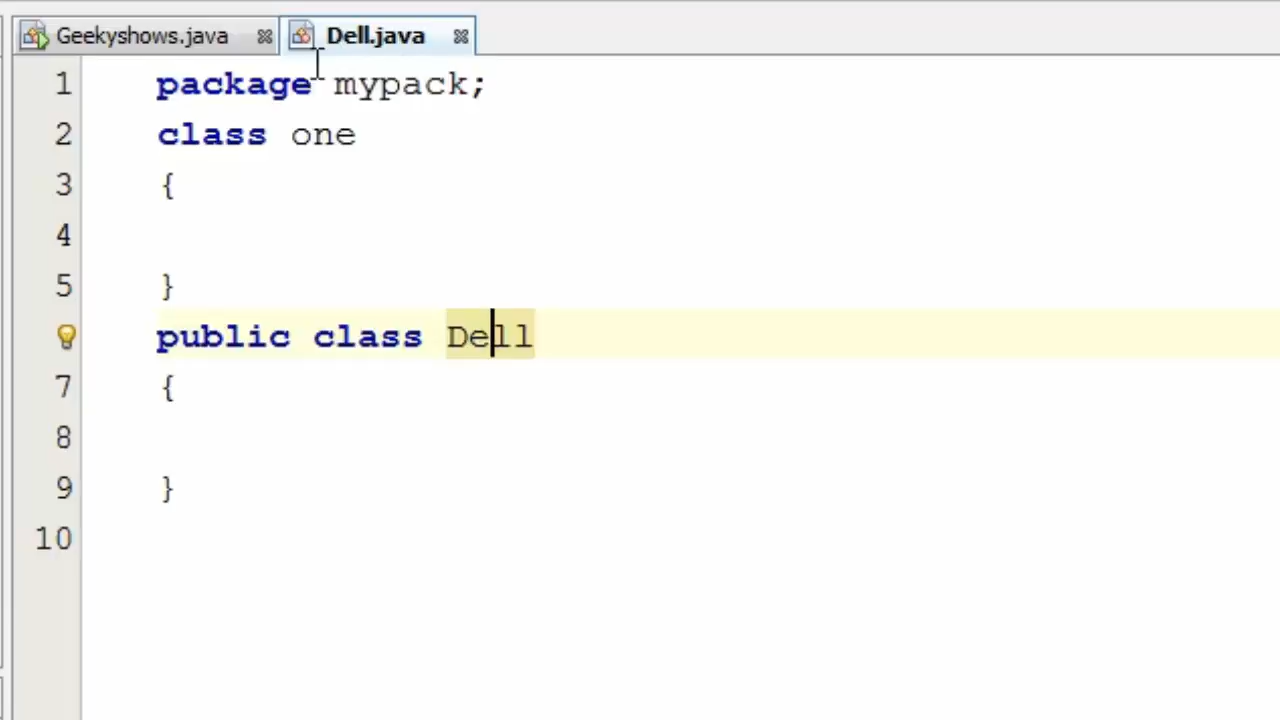 Geekyshows.java Dell.java
1 package mypack;
2 class one
3 {
4
5 }
public class Dell
7 {
8
9 }
10